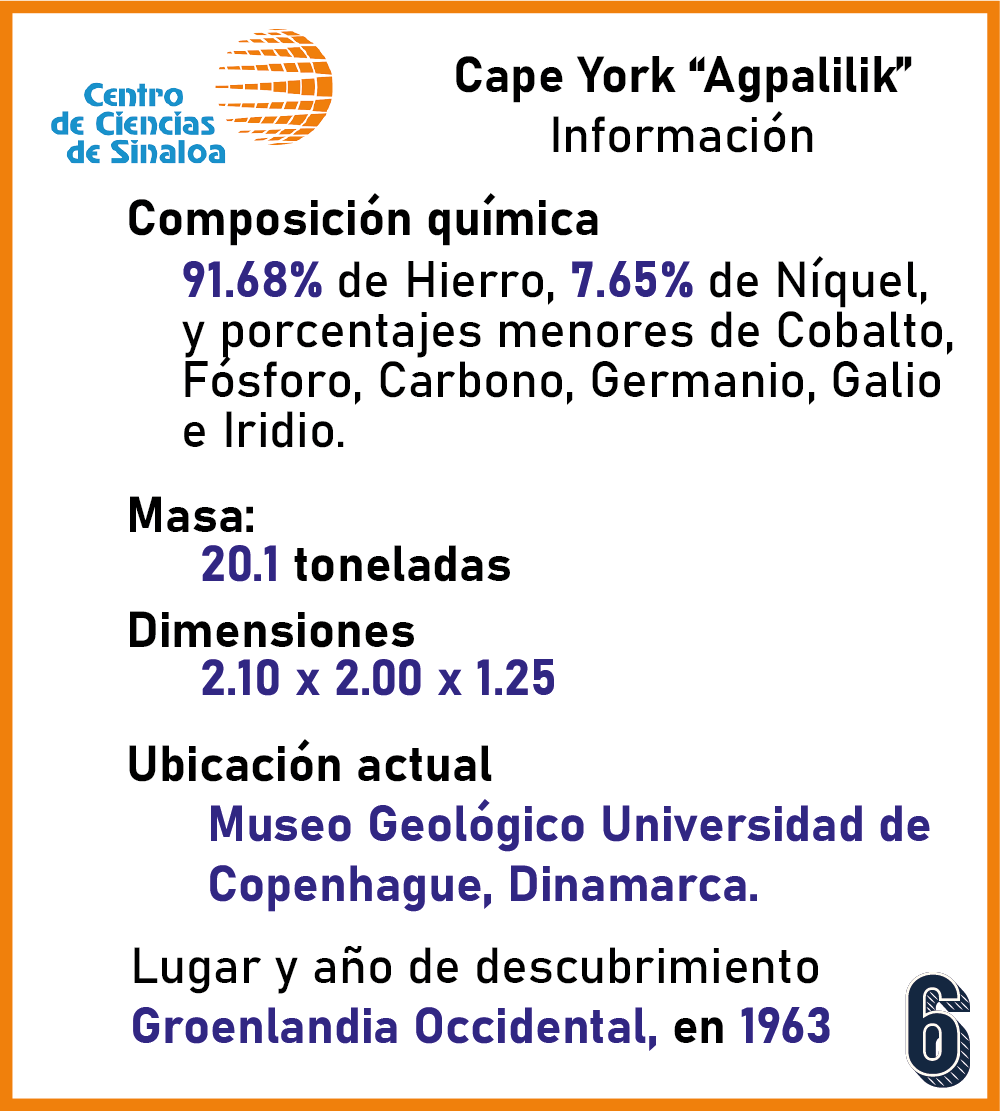 Centro
de Ciencias
de Sinaloa
Cape York “Agpalilik”
Información
Composición química
91.68% de Hierro, 7.65% de Níquel,
y porcentajes menores de Cobalto,
Fósforo, Carbono, Germanio, Galio
e Iridio.
Masa:
20.1 toneladas
Dimensiones
2.10 x 2.00 x 1.25
Ubicación actual
Museo Geológico Universidad de
Copenhague, Dinamarca.
Lugar y año de descubrimiento
Groenlandia Occidental, en 1963
6